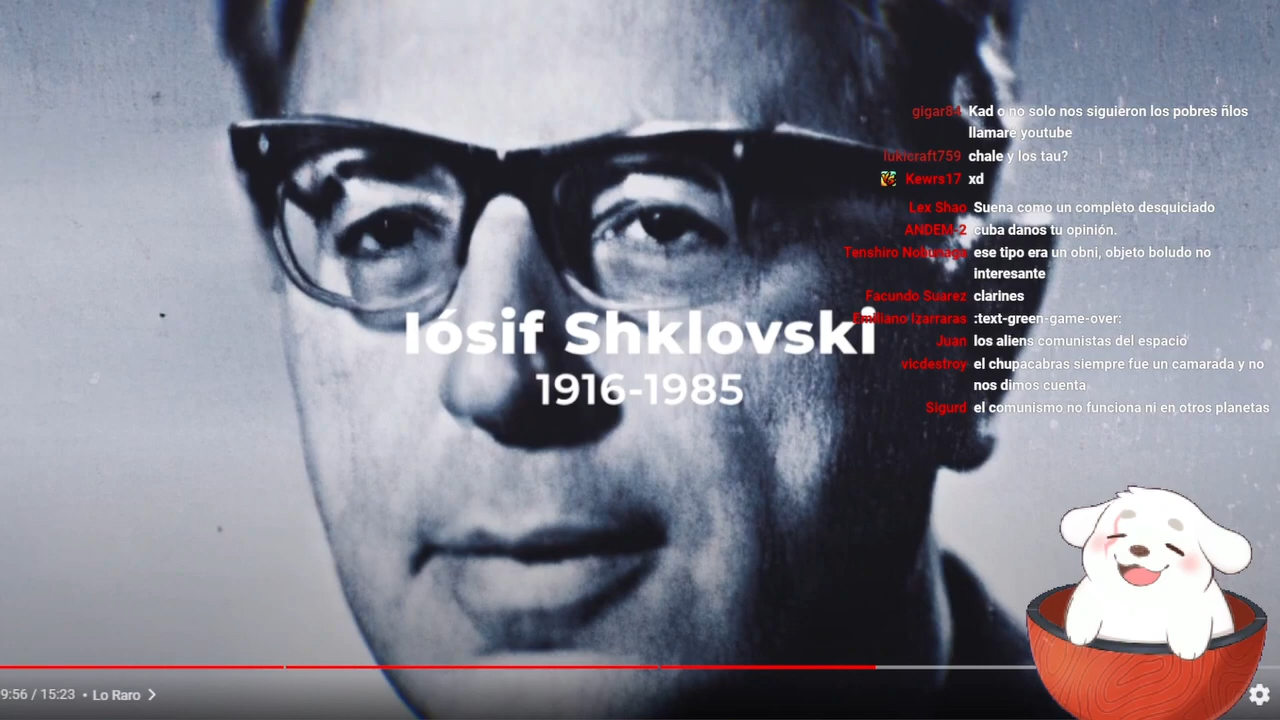 gigar84 Kad o no solo nos siguieron los pobres ñlos
llamare youtube
lukicraft759 chale y los tau?
Kewrs17 xd
Lex Shao Suena como un completo desquiciado
ANDEM-2 cuba danos tu opinión.
Tenshiro Nobunaga ese tipo era un obni, objeto boludo no
interesante
Facundo Suarez clarines
Emiliano Izarraras :text-green-game-over:
Iósif Shklovski
Juan los aliens comunistas del espacio
vicdestroy el chupacabras siempre fue un camarada y no
nos dimos cuenta
1916-1985
Sigurd el comunismo no funciona ni en otros planetas
9:56 / 15:23 • Lo Raro